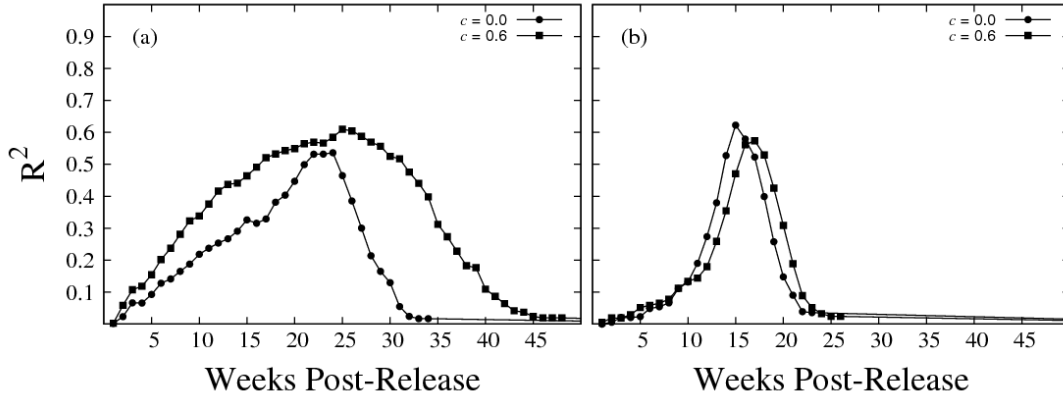 (a)
c = 0.0
c = 0.6
(b)
c = 0.0
c = 0.6
0.9
0.8
0.7
0.6
0.5
0.4
0.3
0.2
0.1
R²
5 10 15 20 25 30 35 40 45
5 10 15 20 25 30 35 40 45
Weeks Post-Release
Weeks Post-Release